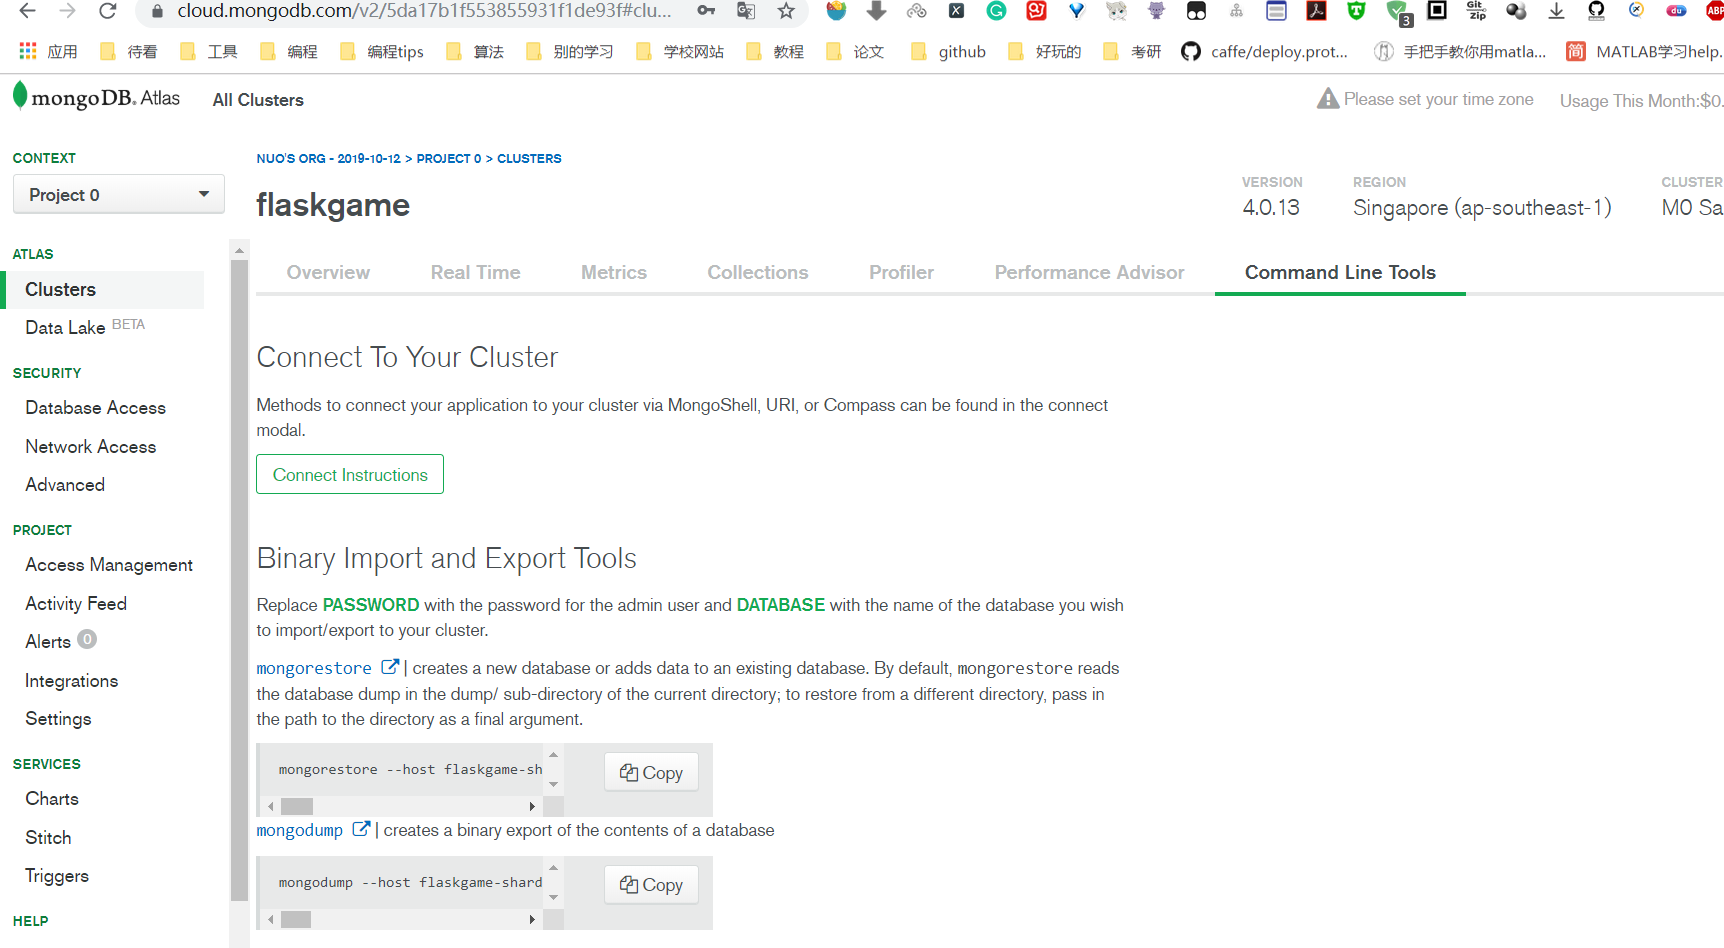 cloud.mongodb.com/v2/5da17b1f553855931f1de93f#clu...
Git
zip
3
du
ABP
应用
待看
工具
编程
编程tips
算法
别的学习
学校网站
教程
论文
github
好玩的
考研
caffe/deploy.prot...
手把手教你用matla...
简
MATLAB学习help.
mongoDB. Atlas
All Clusters
Please set your time zone
Usage This Month:$0.
CONTEXT
Project 0
NUO'S ORG - 2019-10-12 > PROJECT 0 > CLUSTERS
flaskgame
VERSION
4.0.13
REGION
Singapore (ap-southeast-1)
CLUSTER
M0 Sa
ATLAS
Clusters
Data Lake BETA
SECURITY
Database Access
Network Access
Advanced
PROJECT
Access Management
Activity Feed
Alerts 0
Integrations
Settings
SERVICES
Charts
Stitch
Triggers
HELP
Overview
Real Time
Metrics
Collections
Profiler
Performance Advisor
Command Line Tools
Connect To Your Cluster
Methods to connect your application to your cluster via MongoShell, URI, or Compass can be found in the connect
modal.
Connect Instructions
Binary Import and Export Tools
Replace PASSWORD with the password for the admin user and DATABASE with the name of the database you wish
to import/export to your cluster.
mongorestore | creates a new database or adds data to an existing database. By default, mongorestore reads
the database dump in the dump/ sub-directory of the current directory; to restore from a different directory, pass in
the path to the directory as a final argument.
mongorestore --host flaskgame-sh
Copy
mongodump | creates a binary export of the contents of a database
mongodump --host flaskgame-shard
Copy